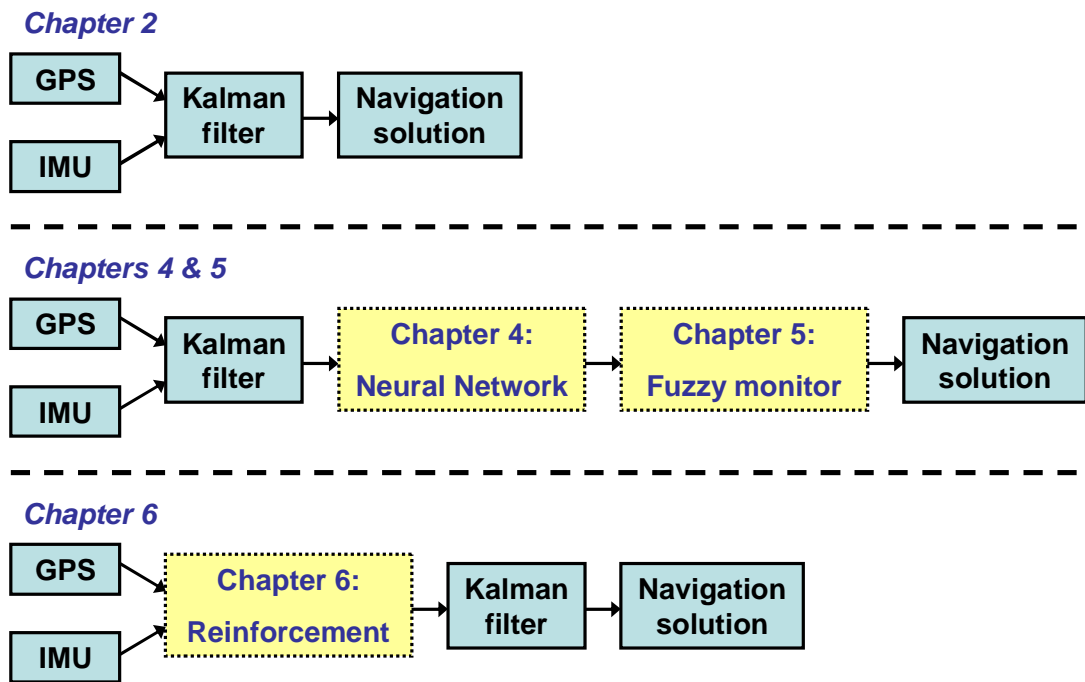 Chapter 2
GPS
IMU
Kalman
filter
Navigation
solution
Chapters 4 & 5
GPS
IMU
Kalman
filter
Chapter 4:
Neural Network
Chapter 5:
Fuzzy monitor
Navigation
solution
Chapter 6
GPS
IMU
Chapter 6:
Reinforcement
Kalman
filter
Navigation
solution